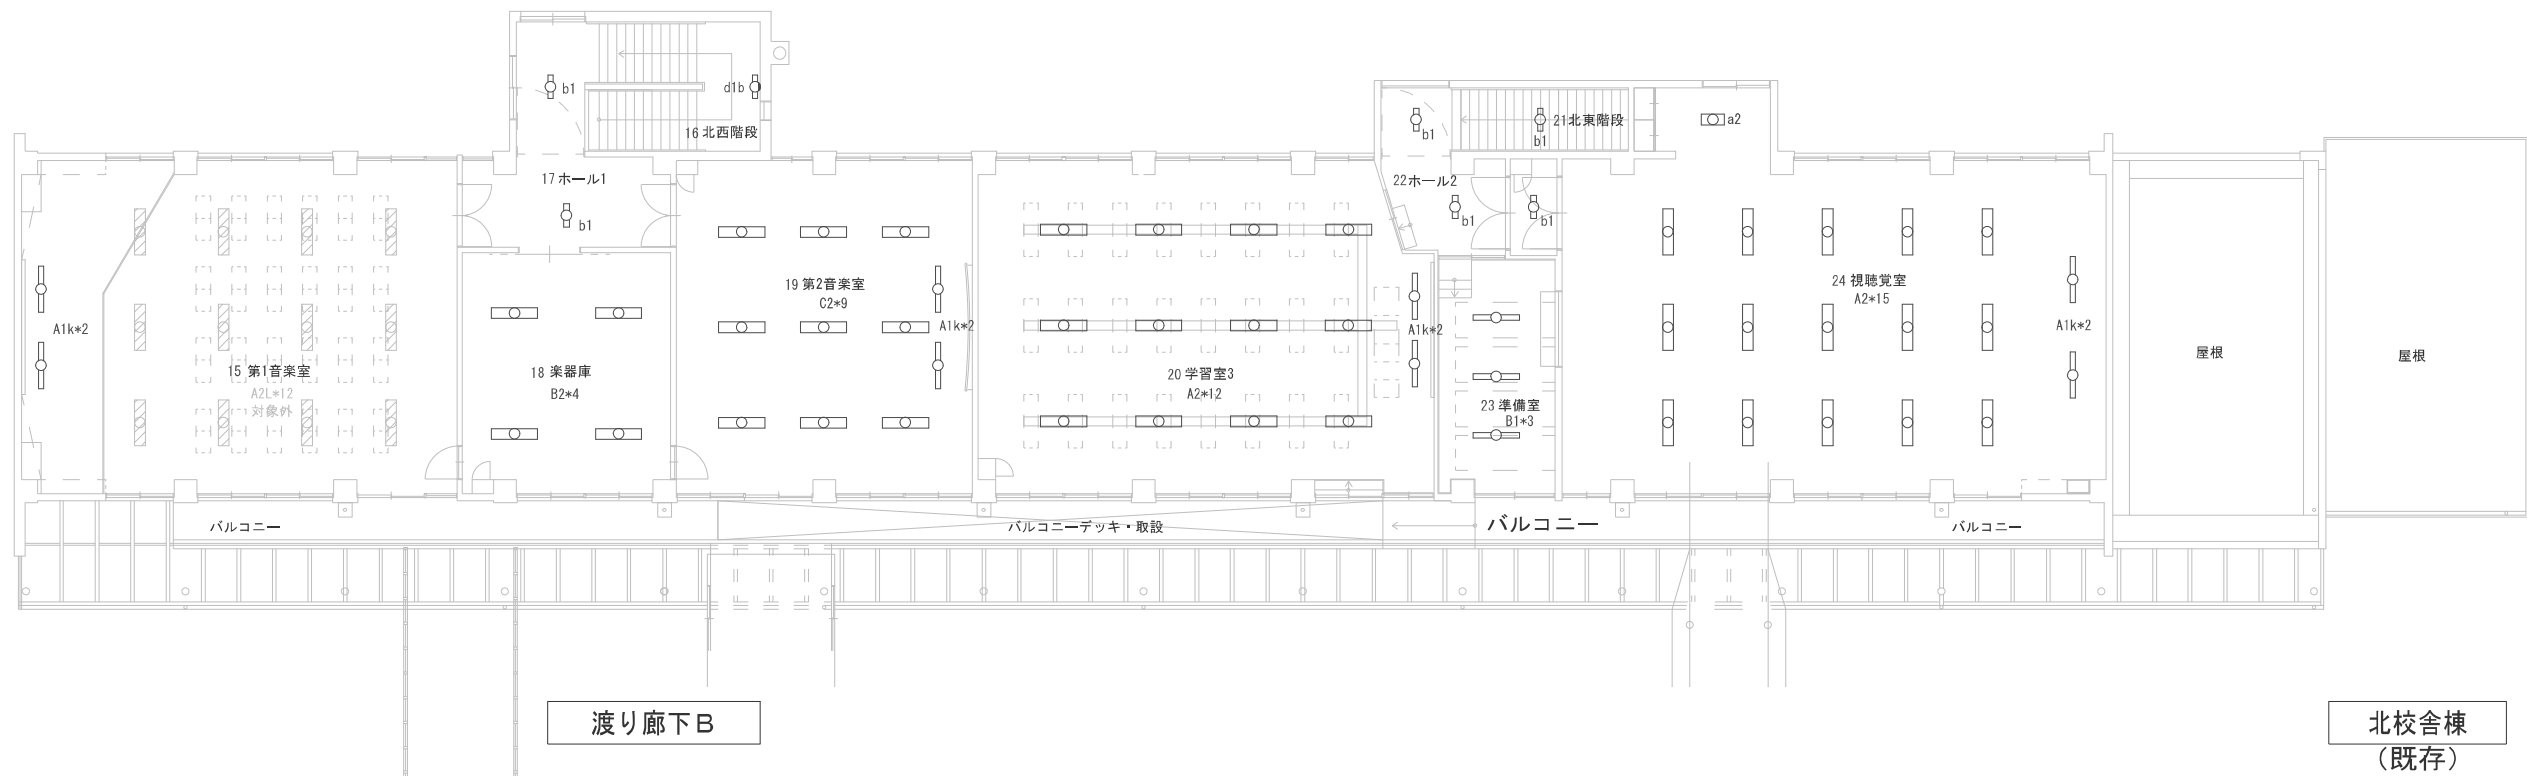 b1
d1b
16 北西階段
17 ホール1
b1
b1
21 北東階段
b1
a2
22 ホール2
b1
b1
19 第2音楽室
C2*9
24 視聴覚室
A2*15
A1k*2
A1k*2
A1k*2
A1k*2
屋根
屋根
15 第1音楽室
A2L*12
対象外
18 楽器庫
B2*4
20 学習室3
A2*12
23 準備室
B1*3
バルコニー
バルコニーデッキ・取設
バルコニー
バルコニー
渡り廊下B
北校舎棟
(既存)